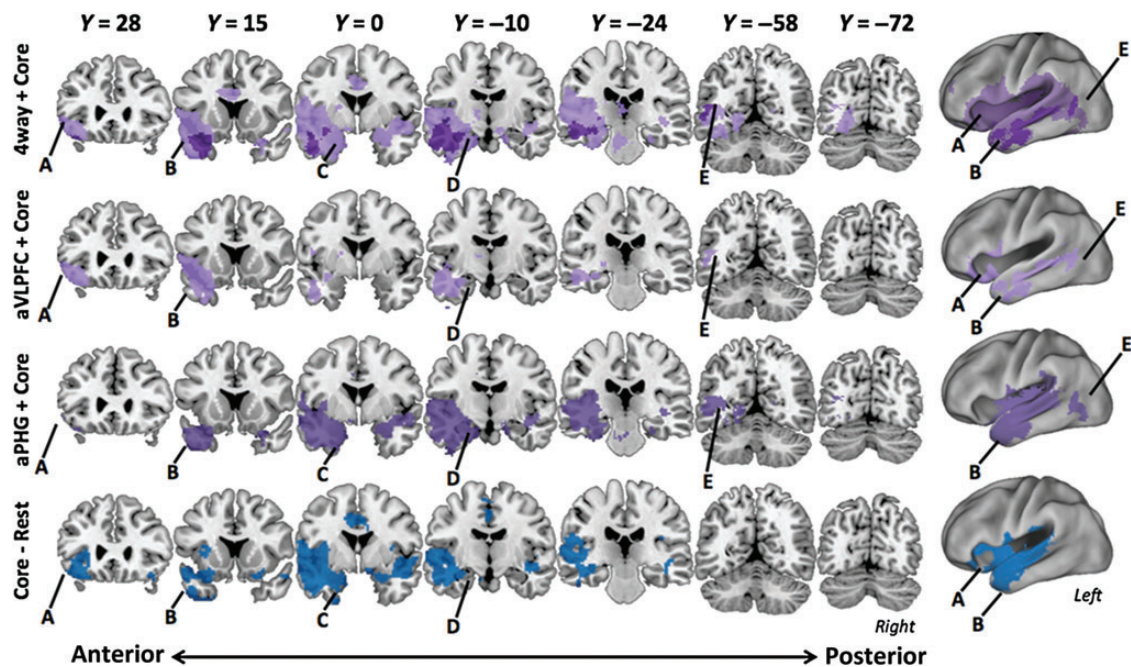 Y = 28 Y = 15 Y = 0 Y = –10 Y = –24 Y = –58 Y = –72
4way + Core
A B C D E A B E
aVLPFC + Core
A B D E A B E
aPHG + Core
A B C D E B E
Core - Rest
A B C D A B
Left
Right
Anterior Posterior